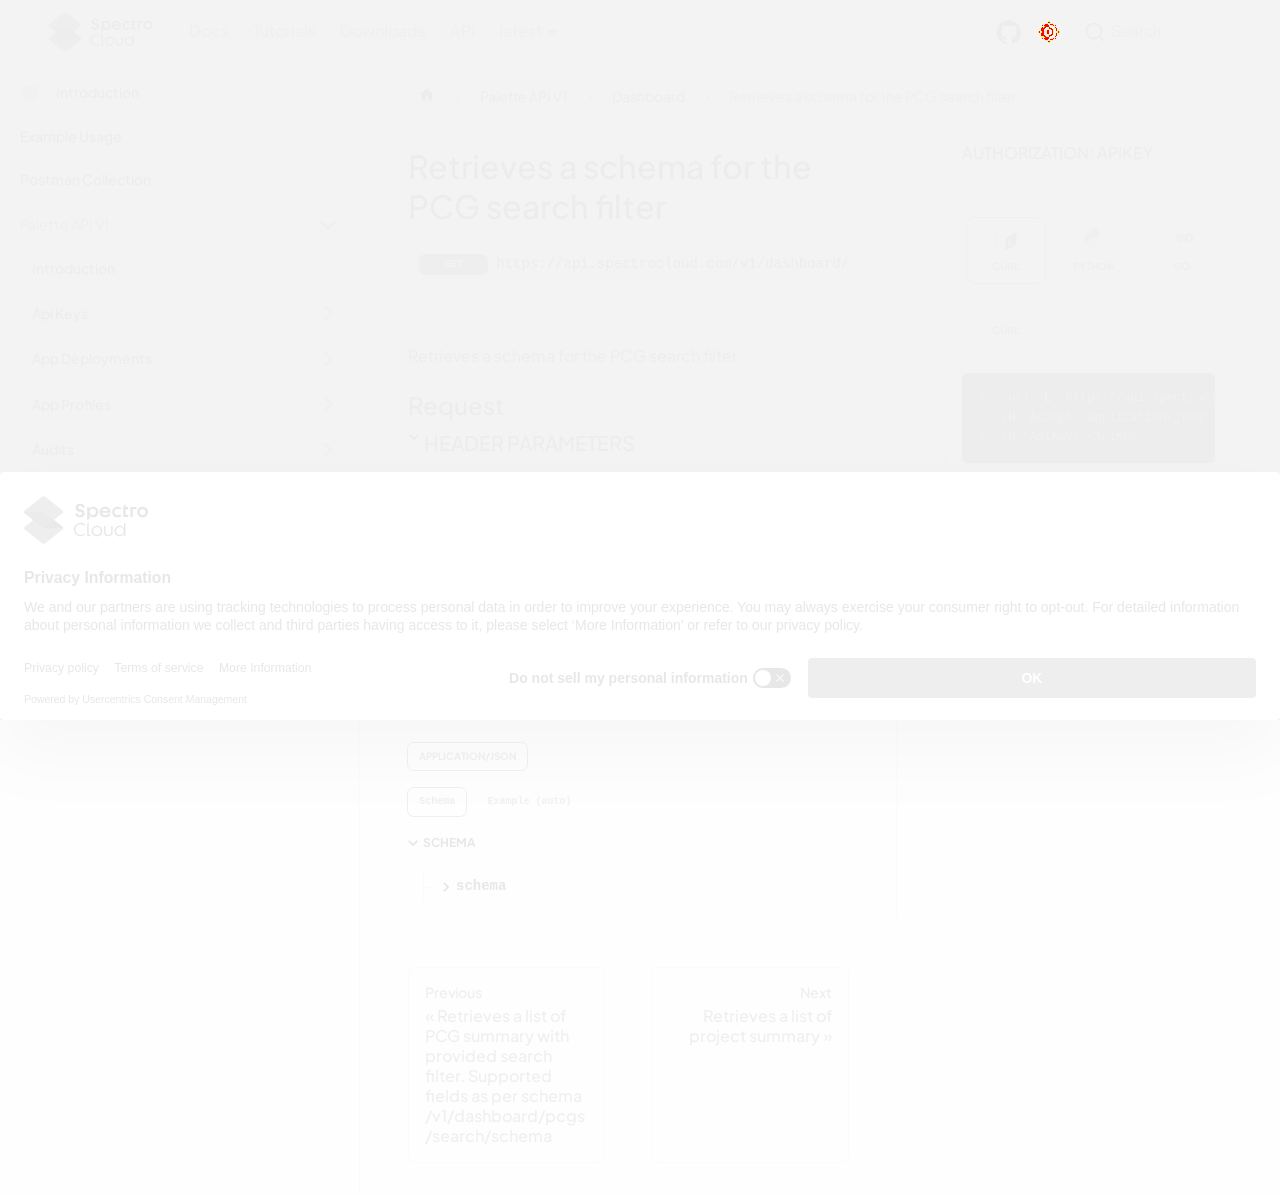 Spectro
Cloud
Docs Tutorials Downloads API latest
Search
Introduction
Example Usage
Postman Collection
Palette API V1
Introduction
Api Keys
App Deployments
App Profiles
Audits
Palette API V1 Dashboard Retrieves a schema for the PCG search filter
Retrieves a schema for the
PCG search filter
GET https://api.spectrocloud.com/v1/dashboard/
Retrieves a schema for the PCG search filter
Request
HEADER PARAMETERS
AUTHORIZATION: APIKEY
CURL PYTHON GO
CURL
Spectro
Cloud
Privacy Information
We and our partners are using tracking technologies to process personal data in order to improve your experience. You may always exercise your consumer right to opt-out. For detailed information
about personal information we collect and third parties having access to it, please select 'More Information' or refer to our privacy policy.
Privacy policy Terms of service More Information
Do not sell my personal information
OK
Powered by Usercentrics Consent Management
APPLICATION/JSON
Schema Example (auto)
SCHEMA
schema
Previous
« Retrieves a list of
PCG summary with
provided search
filter. Supported
fields as per schema
/v1/dashboard/pcgs
/search/schema
Next
Retrieves a list of
project summary »